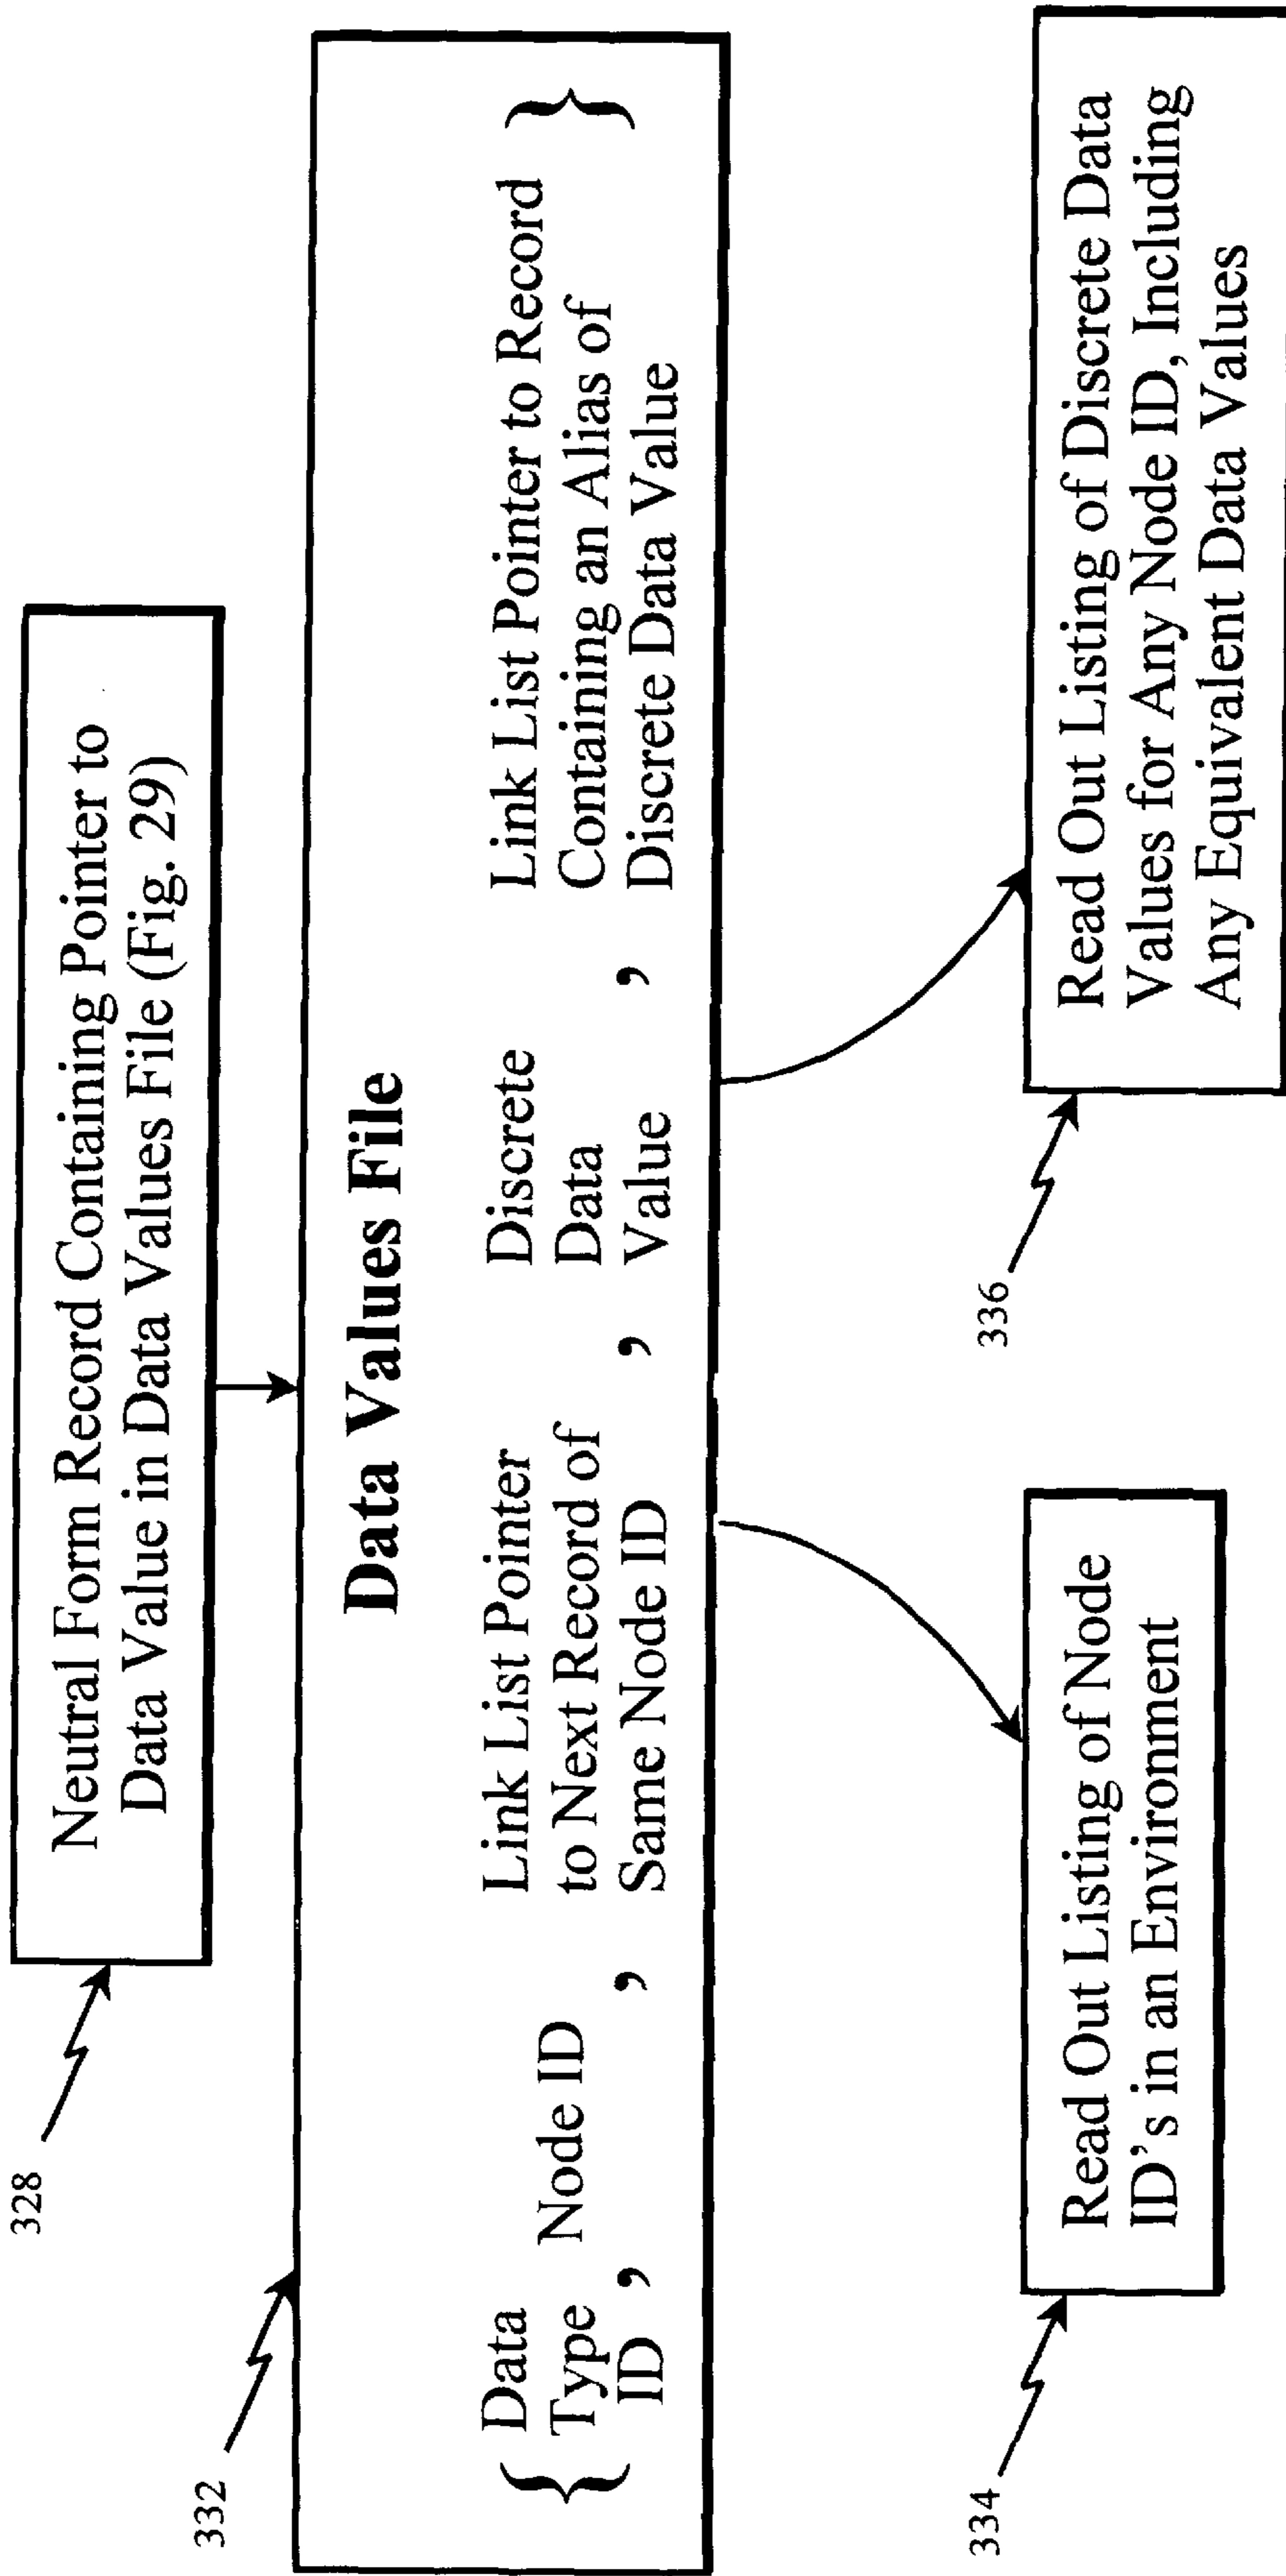 328
Neutral Form Record Containing Pointer to
Data Value in Data Values File (Fig. 29)
332
Data Values File
{ Data
Type
ID ,
Node ID ,
Link List Pointer
to Next Record of
Same Node ID ,
Discrete
Data
Value ,
Link List Pointer to Record
Containing an Alias of
Discrete Data Value }
334
Read Out Listing of Node
ID's in an Environment
336
Read Out Listing of Discrete Data
Values for Any Node ID, Including
Any Equivalent Data Values